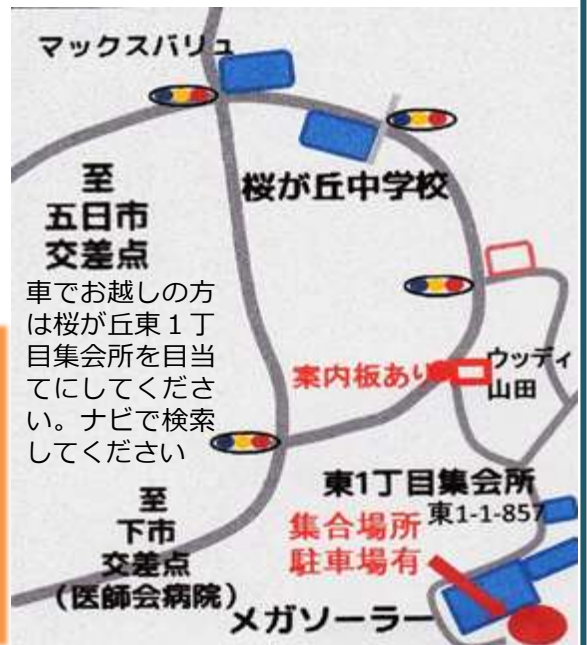 マックスバリュ
桜が丘中学校
至
五日市
交差点
車でお越しの方
は桜が丘東１丁
目集会所を目当
てにしてくださ
い。ナビで検索
してください
案内板あり
ウッディ
山田
東1丁目集会所
東1-1-857
集合場所
駐車場有
至
下市
交差点
(医師会病院)
メガソーラー